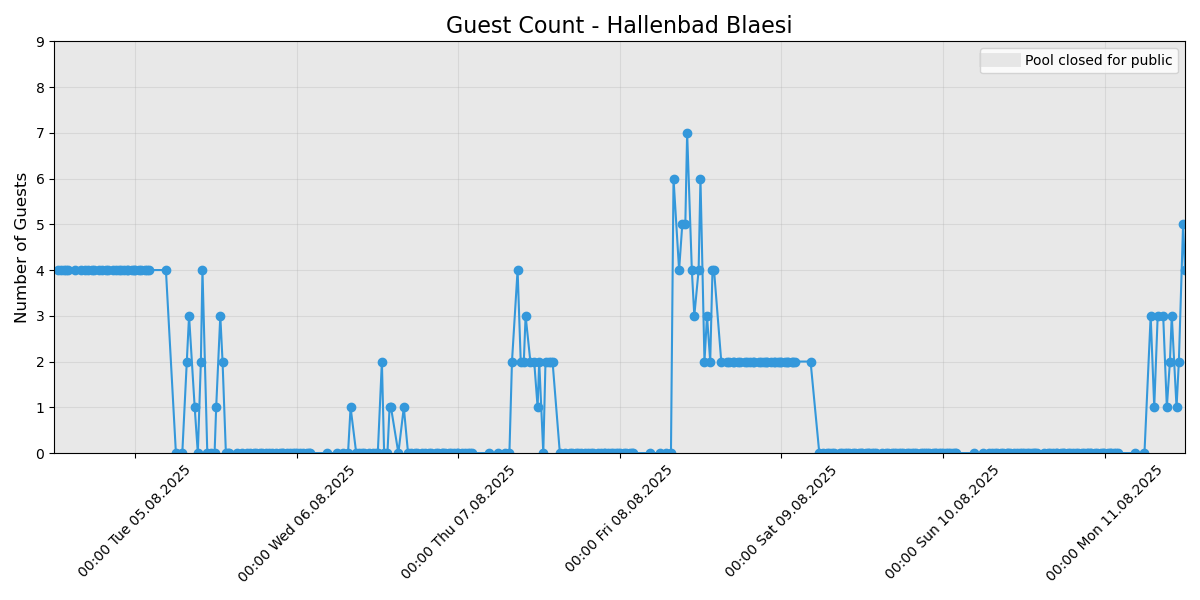 Guest Count - Hallenbad Blaesi
Pool closed for public
Number of Guests
9
8
7
6
5
4
3
2
1
0
00:00 Tue 05.08.2025
00:00 Wed 06.08.2025
00:00 Thu 07.08.2025
00:00 Fri 08.08.2025
00:00 Sat 09.08.2025
00:00 Sun 10.08.2025
00:00 Mon 11.08.2025